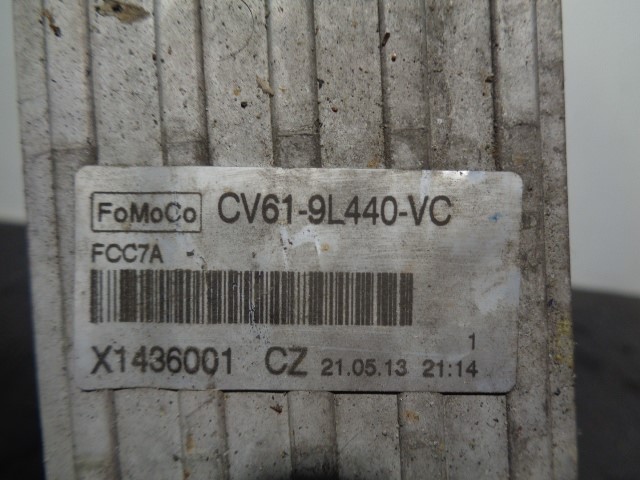 FoMoCo CV61-9L440-VC
FCC7A
1
X1436001 CZ 21.05.13 21:14